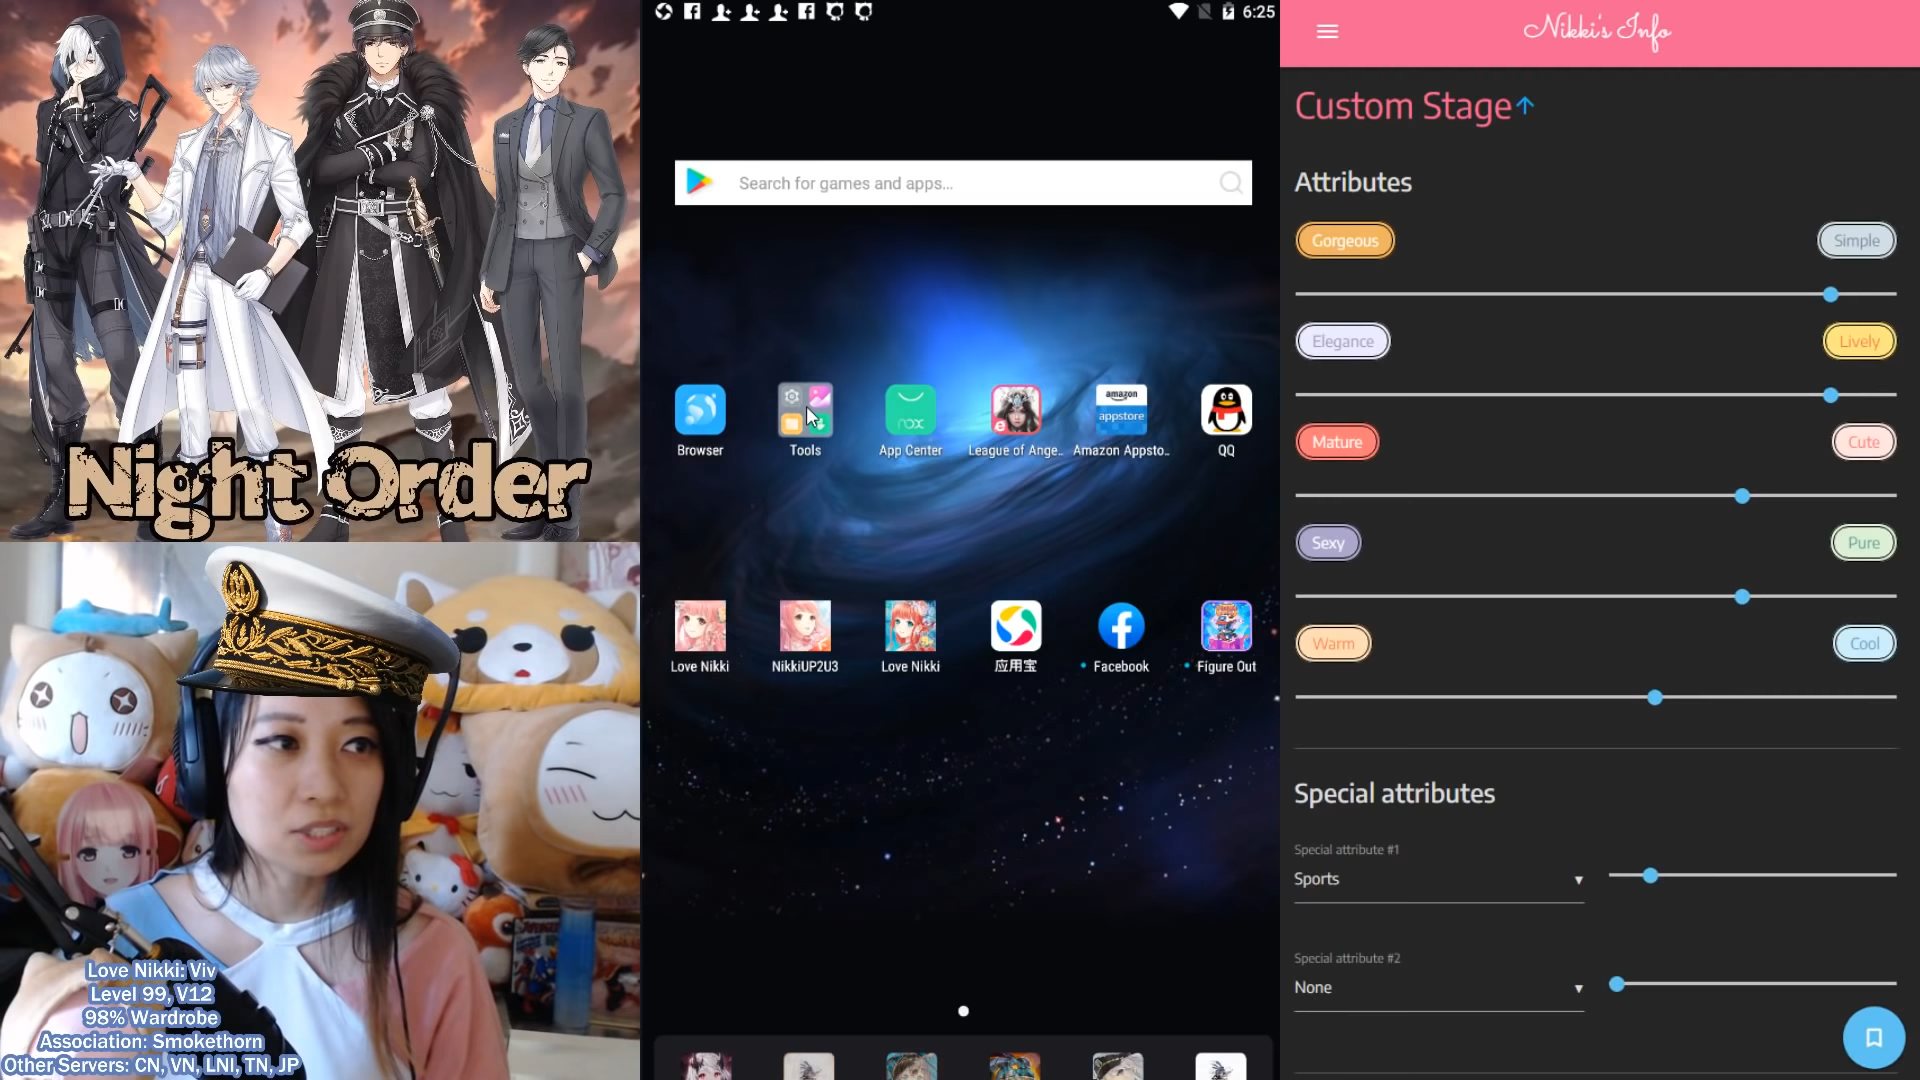 Night Order
Love Nikki: Viv
Level 99, V12
98% Wardrobe
Association: Smokethorn
Other Servers: CN, VN, LNI, TN, JP
6:25
Search for games and apps...
Browser
Tools
nox
App Center
e
League of Ange..
amazon
appstore
Amazon Appsto..
QQ
Love Nikki
NikkiUP2U3
Love Nikki
应用宝
Facebook
Figure Out
Nikki's Info
Custom Stage
Attributes
Gorgeous
Simple
Elegance
Lively
Mature
Cute
Sexy
Pure
Warm
Cool
Special attributes
Special attribute #1
Sports
Special attribute #2
None